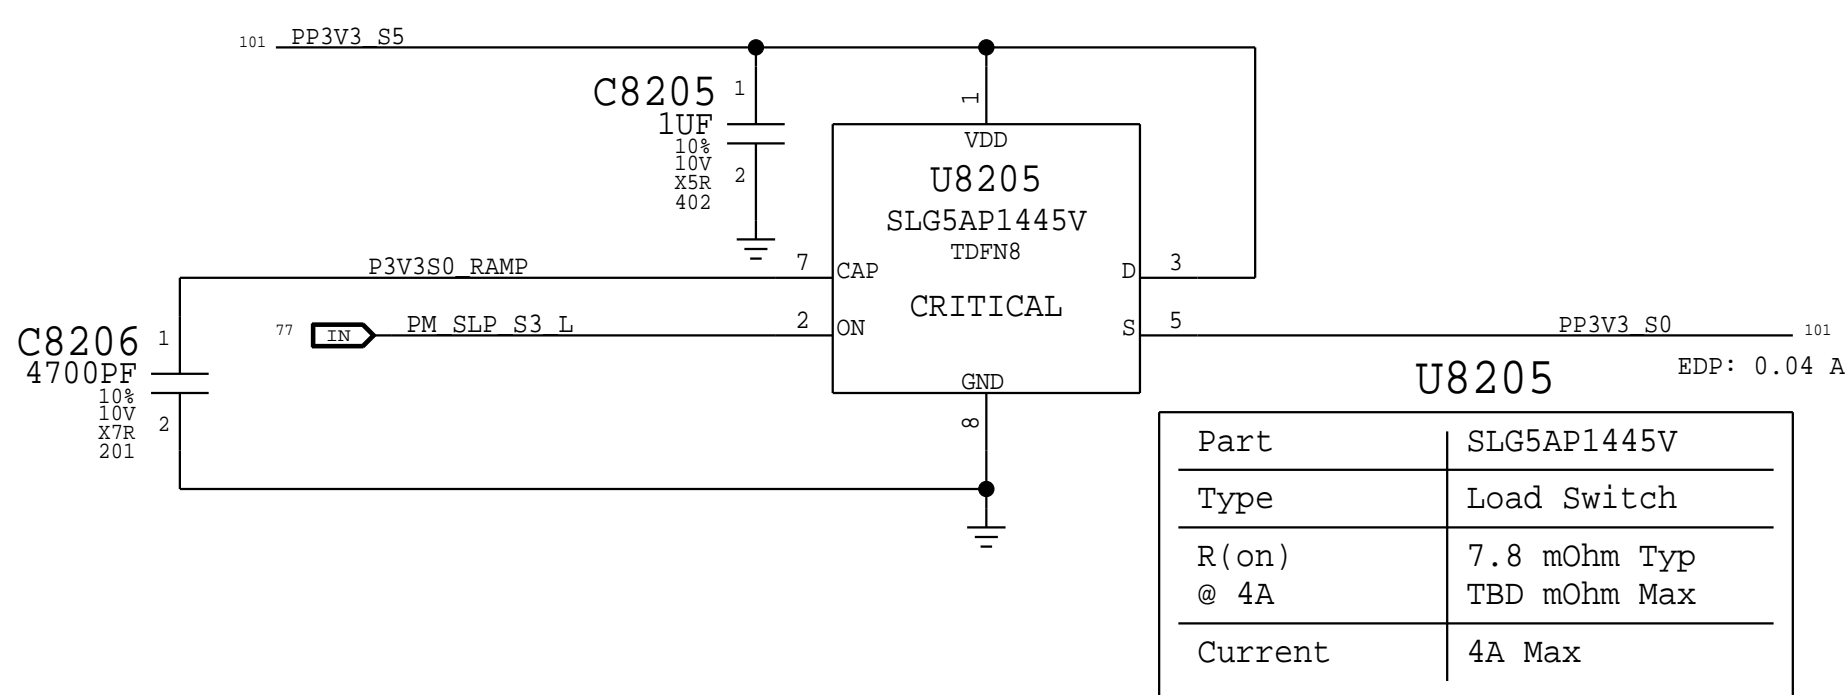 101 PP3V3_S5
C8205 1
1UF
10%
10V
X5R 2
402
1
VDD
U8205
SLG5AP1445V
TDFN8
CRITICAL
P3V3S0_RAMP 7 CAP
D 3
77 IN PM_SLP_S3_L 2 ON
S 5 PP3V3_S0 101
EDP: 0.04 A
GND
8
C8206 1
4700PF
10%
10V
X7R 2
201
U8205
Part SLG5AP1445V
Type Load Switch
R(on) 7.8 mOhm Typ
@ 4A TBD mOhm Max
Current 4A Max